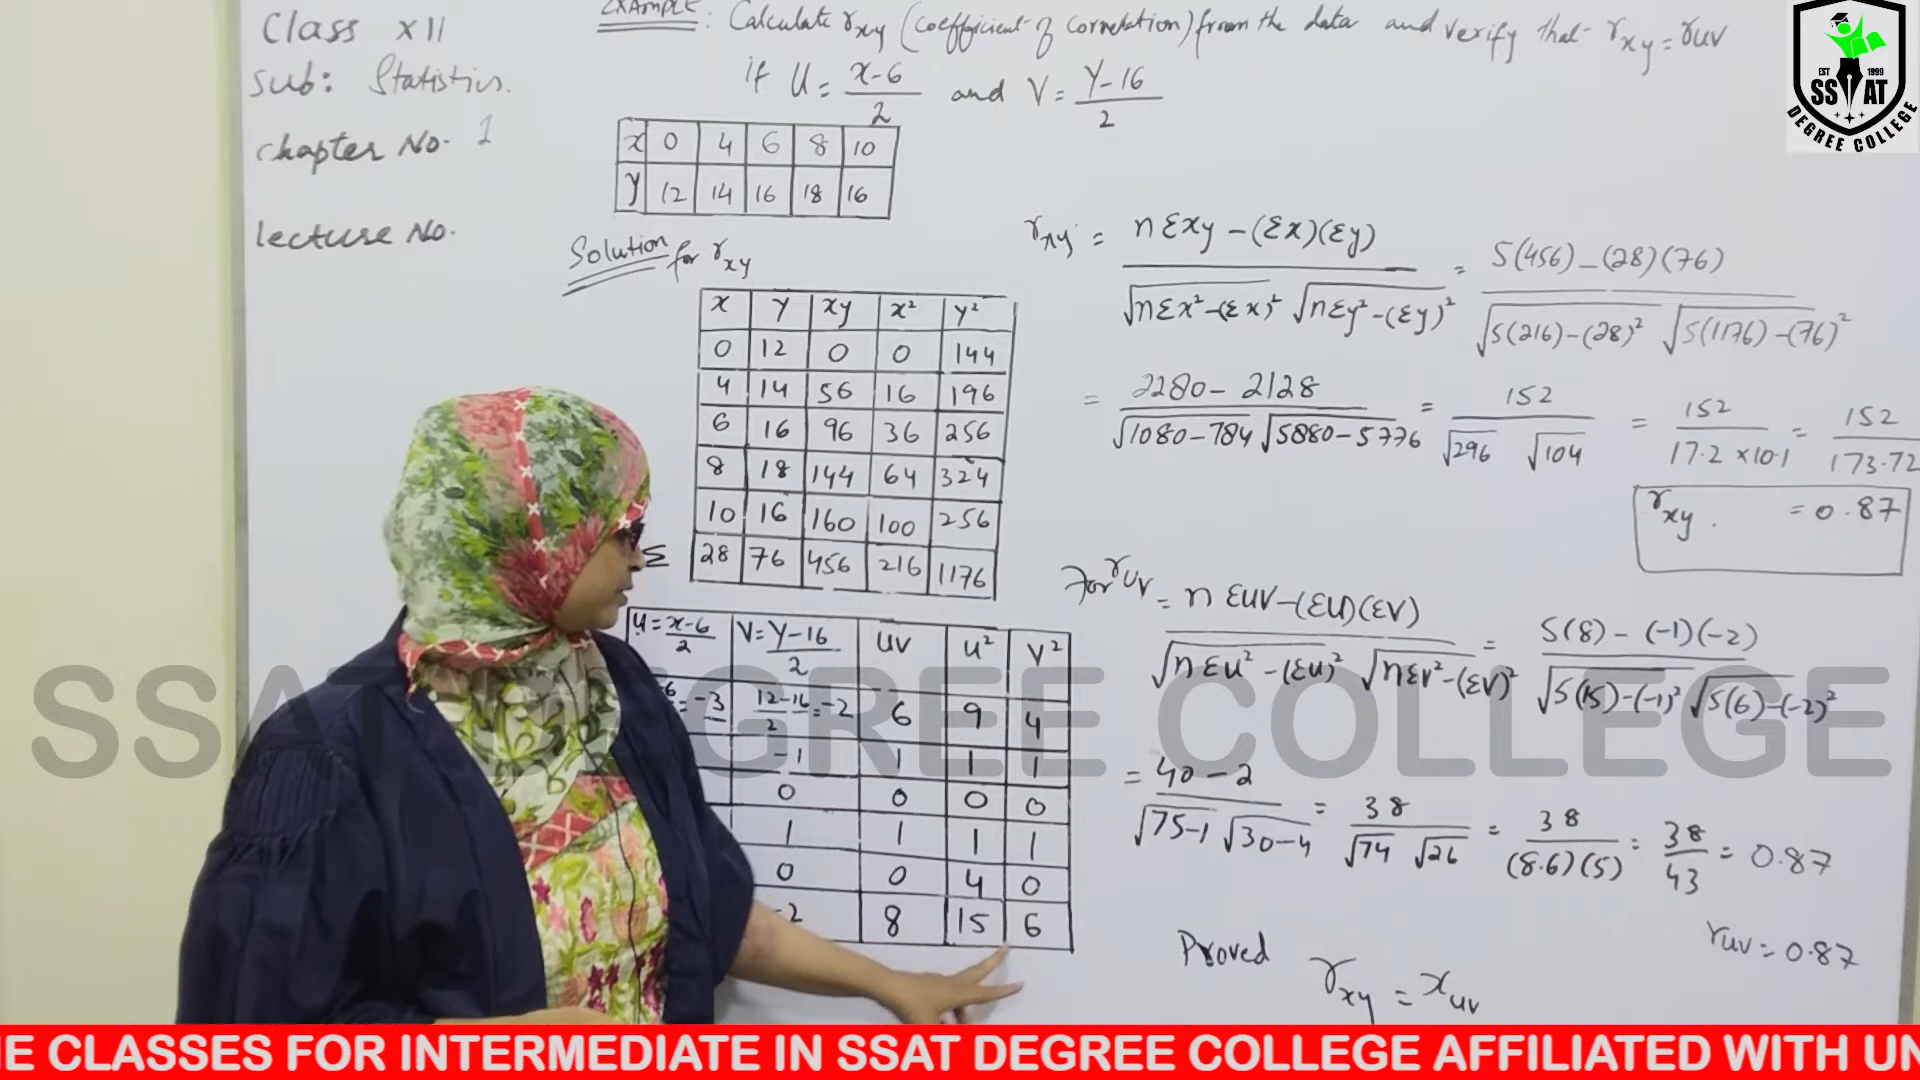 Class XII
Sub: Statistics.
Chapter No. 1
lecture No.
EXAMPLE: Calculate rxy (coefficient of correlation) from the data and verify that rxy = ruv
if U = x-6/2 and V = Y-16/2
x 0 4 6 8 10
y 12 14 16 18 16
Solution for rxy
x y xy x² y²
0 12 0 0 144
4 14 56 16 196
6 16 96 36 256
8 18 144 64 324
10 16 160 100 256
Σ 28 76 456 216 1176
rxy = nΣxy - (Σx)(Σy) / √nΣx² - (Σx)² √nΣy² - (Σy)² = 5(456) - (28)(76) / √5(216) - (28)² √5(1176) - (76)²
= 2280 - 2128 / √1080 - 784 √5880 - 5776 = 152 / √296 √104 = 152 / 17.2 × 10.1 = 152 / 173.72
rxy = 0.87
U = x-6/2 V = Y-16/2 UV U² V²
-6 = -3 12-16/2 = -2 6 9 4
-1 1 1 1
0 0 0 0
1 1 1 1
0 0 4 0
-2 8 15 6
For ruv = nΣUV - (ΣU)(ΣV) / √nΣU² - (ΣU)² √nΣV² - (ΣV)² = 5(8) - (-1)(-2) / √5(15) - (-1)² √5(6) - (-2)²
= 40 - 2 / √75-1 √30-4 = 38 / √74 √26 = 38 / (8.6)(5) = 38 / 43 = 0.87
ruv = 0.87
Proved rxy = xuv
EST 1999
SSAT
DEGREE COLLEGE
SSAT DEGREE COLLEGE
E CLASSES FOR INTERMEDIATE IN SSAT DEGREE COLLEGE AFFILIATED WITH UN